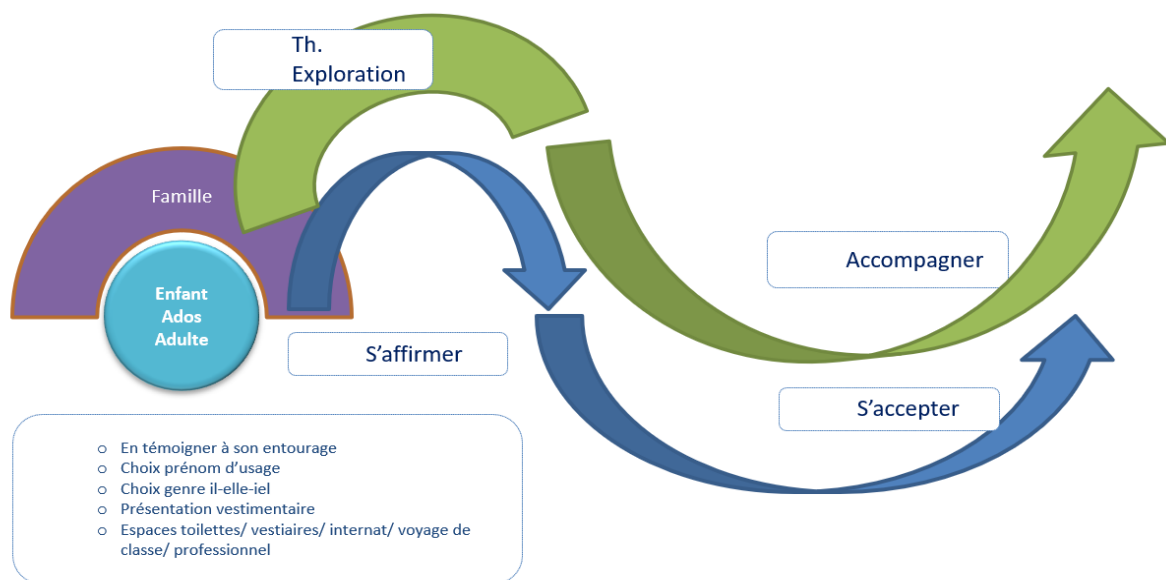 Th.
Exploration
Famille
Enfant
Ados
Adulte
S'affirmer
Accompagner
S'accepter
o En témoigner à son entourage
o Choix prénom d'usage
o Choix genre il-elle-iel
o Présentation vestimentaire
o Espaces toilettes/ vestiaires/ internat/ voyage de
classe/ professionnel